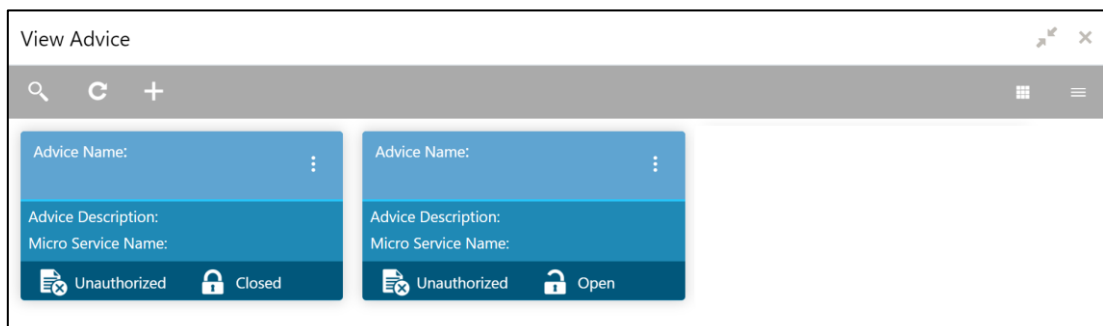 View Advice
Advice Name:
Advice Description:
Micro Service Name:
Unauthorized Closed
Advice Name:
Advice Description:
Micro Service Name:
Unauthorized Open